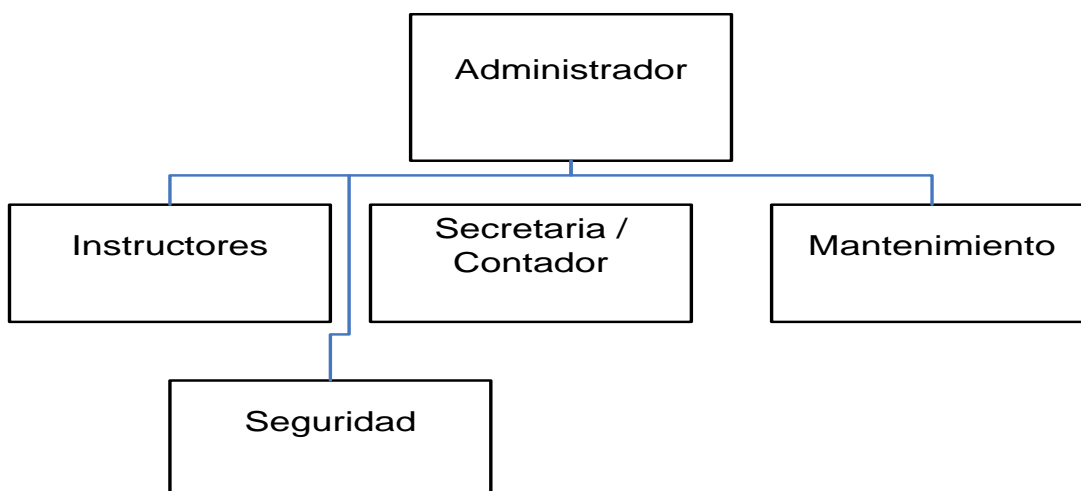 Administrador
Instructores
Secretaria /
Contador
Mantenimiento
Seguridad